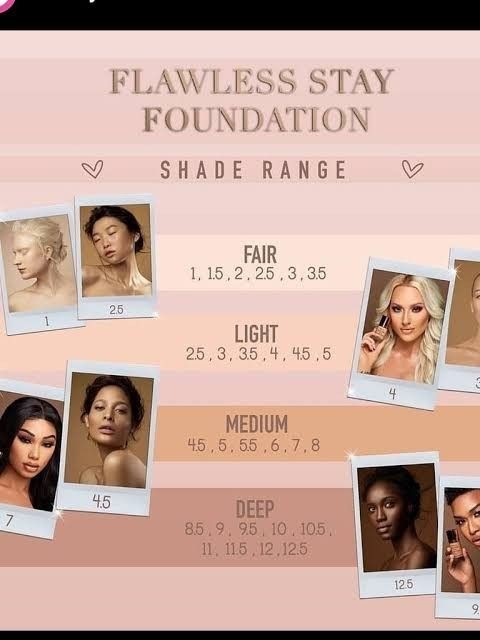 FLAWLESS STAY
FOUNDATION
SHADE RANGE
FAIR
1, 1.5, 2, 2.5, 3, 3.5
1
2.5
LIGHT
2.5, 3, 3.5, 4, 4.5, 5
4
MEDIUM
4.5, 5, 5.5, 6, 7, 8
7
4.5
DEEP
8.5, 9, 9.5, 10, 10.5,
11, 11.5, 12, 12.5
12.5